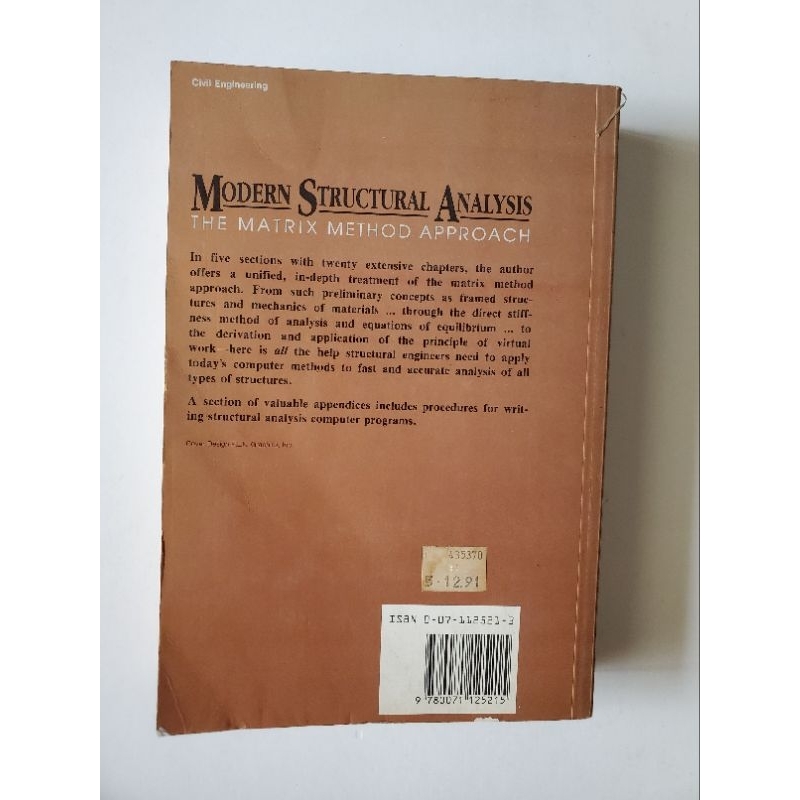 Civil Engineering
MODERN STRUCTURAL ANALYSIS
THE MATRIX METHOD APPROACH
In five sections with twenty extensive chapters, the author
offers a unified, in-depth treatment of the matrix method
approach. From such preliminary concepts as framed struc-
tures and mechanics of materials ... through the direct stiff-
ness method of analysis and equations of equilibrium ... to
the derivation and application of the principle of virtual
work—here is all the help structural engineers need to apply
today's computer methods to fast and accurate analysis of all
types of structures.
A section of valuable appendices includes procedures for writ-
ing structural analysis computer programs.
Cover Design
435370
12.91
ISBN 0-07-112521-3
9 780071 125215